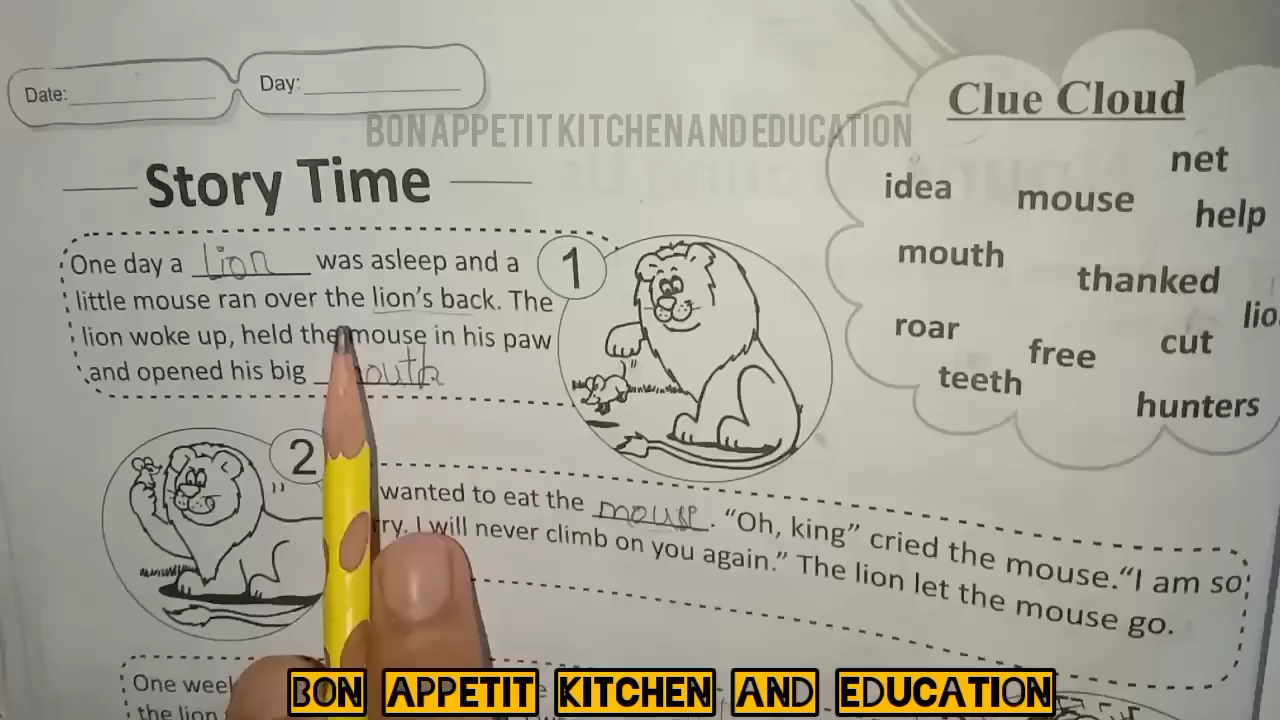 Date:
Day:
BON APPETIT KITCHEN AND EDUCATION
Clue Cloud
net
idea mouse
help
mouth
thanked
roar
free
cut
teeth
hunters
Story Time
One day a lion was asleep and a
little mouse ran over the lion's back. The
lion woke up, held the mouse in his paw
and opened his big mouth.
1
2
wanted to eat the mouse. "Oh, king" cried the mouse."I am so
I will never climb on you again." The lion let the mouse go.
One
the lion
BON APPETIT KITCHEN AND EDUCATION